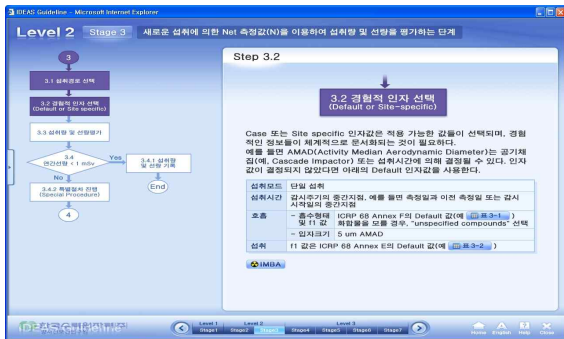 IDEAS Guideline - Microsoft Internet Explorer
Level 2 Stage 3 새로운 섭취에 의한 Net 측정값(N)을 이용하여 섭취량 및 선량을 평가하는 단계
3
3.1 섭취경로 선택
3.2 경험적 인자 선택
(Default or Site specific)
3.3 섭취량 및 선량평가
3.4
연간선량 < 1 mSv
Yes
3.4.1 섭취량
및 선량 기록
No
End
3.4.2 특별절차 진행
(Special Procedure)
4
Step 3.2
3.2 경험적 인자 선택
(Default or Site-specific)
Case 또는 Site specific 인자값은 적용 가능한 값들이 선택되며, 경험
적인 정보들이 체계적으로 문서화되는 것이 필요하다.
예를 들면 AMAD(Activity Median Aerodynamic Diameter)는 공기채
집(예, Cascade Impactor) 또는 섭취시간에 의해 결정될 수 있다. 인자
값이 결정되지 않았다면 아래의 Default 인자값을 사용한다.
섭취모드 단일 섭취
섭취시간 감시주기의 중간지점, 예를 들면 측정일과 이전 측정일 또는 감시
시작일의 중간지점
호흡 - 흡수형태 ICRP 68 Annex F의 Default 값(예 표 3-1 )
및 f1 값 화합물을 모를 경우, "unspecified compounds" 선택
- 입자크기 5 um AMAD
섭취 f1 값은 ICRP 68 Annex E의 Default 값(예 표 3-2 )
IMBA
Level 1 Level 2 Level 3
Stage1 Stage2 Stage3 Stage4 Stage5 Stage6 Stage7
Home English Help Close